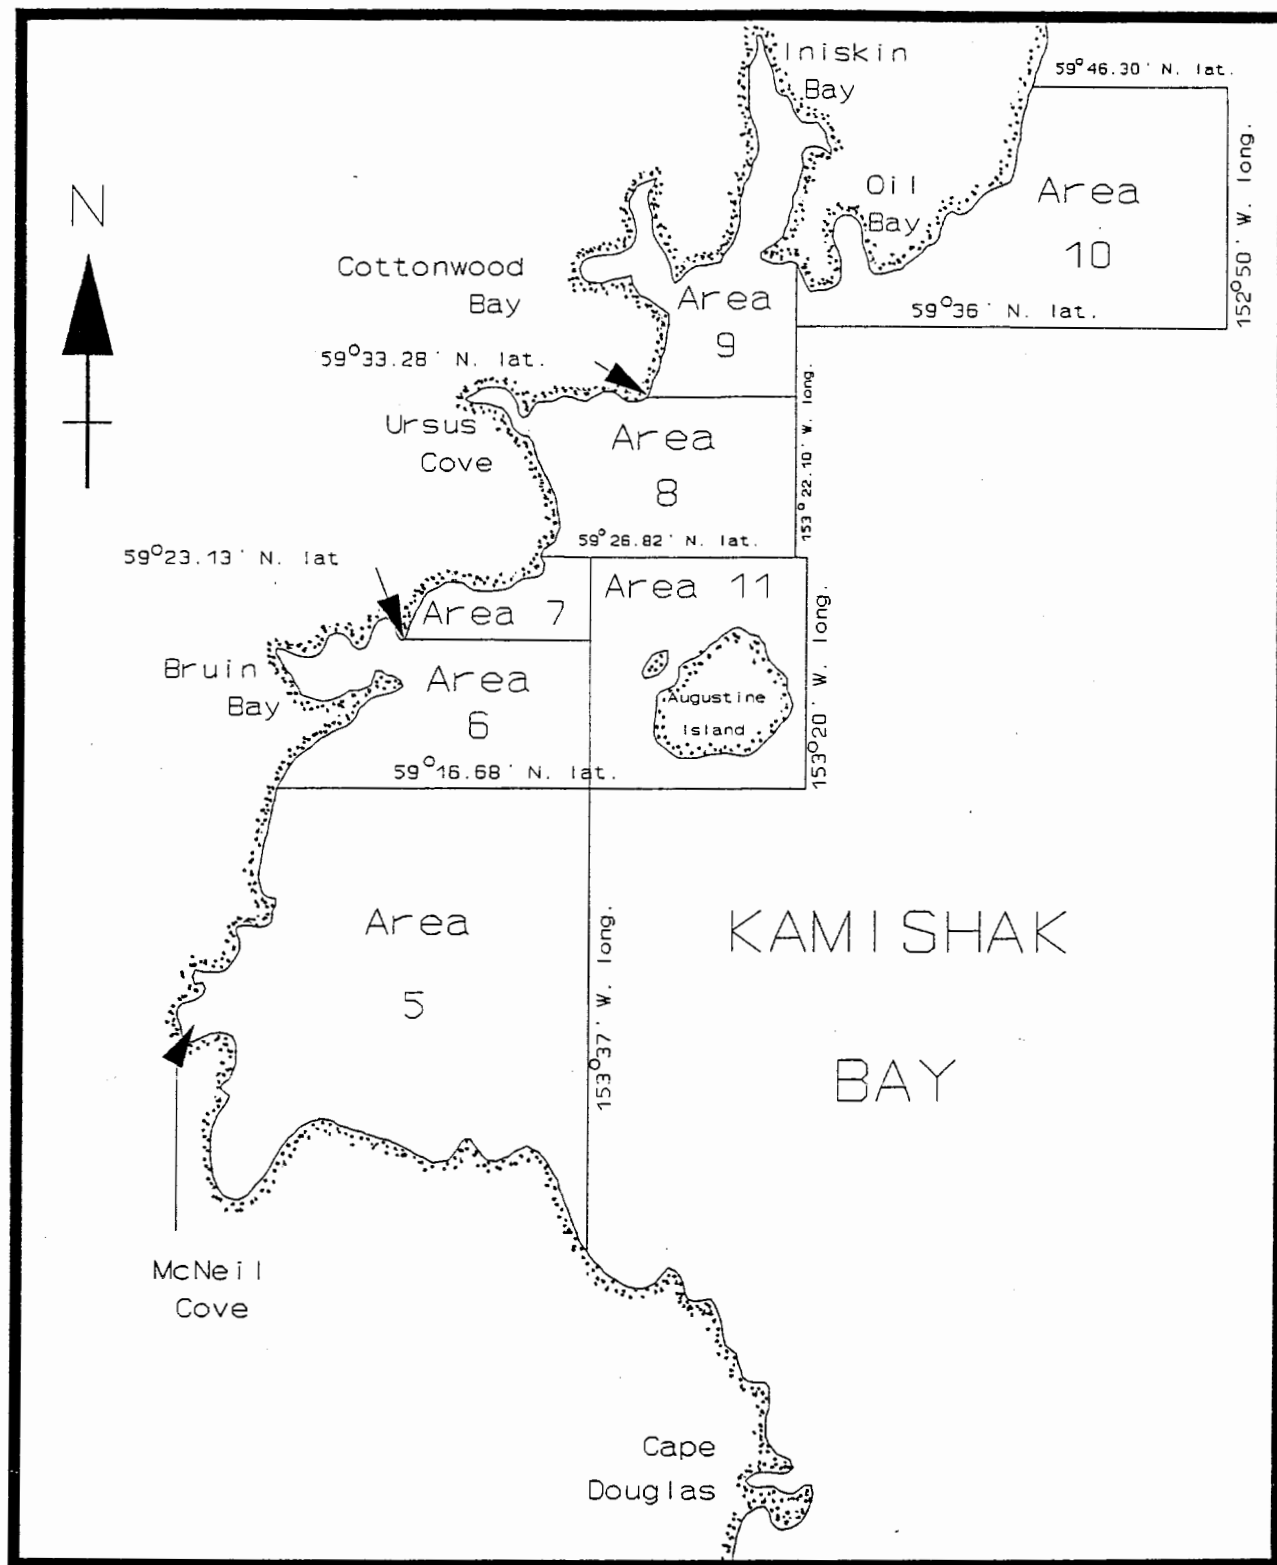 Iniskin
Bay
59°46.30' N. lat.
N
Oil
Bay
Area
10
152°50' W. long.
Cottonwood
Bay
Area
9
59°36' N. lat.
59°33.28' N. lat.
Ursus
Cove
Area
8
153°22.10' W. long.
59°26.82' N. lat.
59°23.13' N. lat
Area 7
Area 11
Bruin
Bay
Area
6
Augustine
Island
153°20' W. long.
59°16.68' N. lat.
Area
5
153°37' W. long.
KAMISHAK
BAY
McNeil
Cove
Cape
Douglas